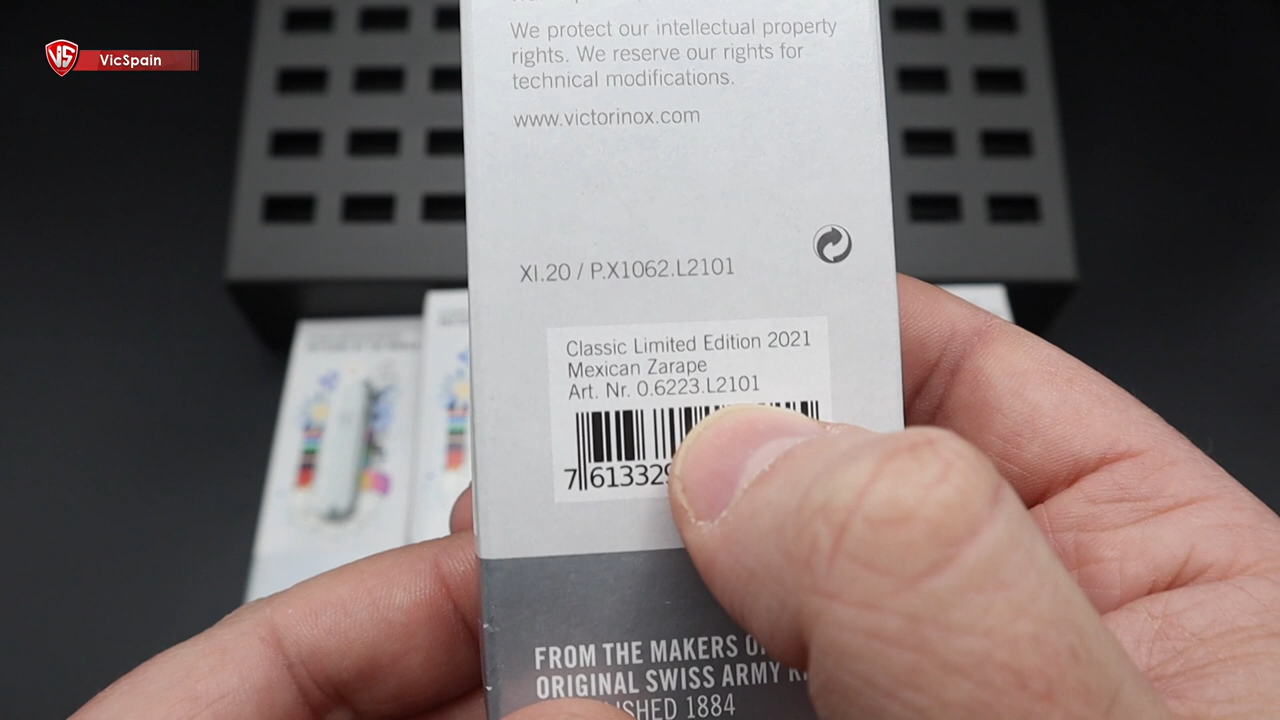 VS
VicSpain
We protect our intellectual property
rights. We reserve our rights for
technical modifications.
www.victorinox.com
XI.20 / P.X1062.L2101
Classic Limited Edition 2021
Mexican Zarape
Art. Nr. 0.6223.L2101
7 613329
FROM THE MAKERS
ORIGINAL SWISS ARMY
1884